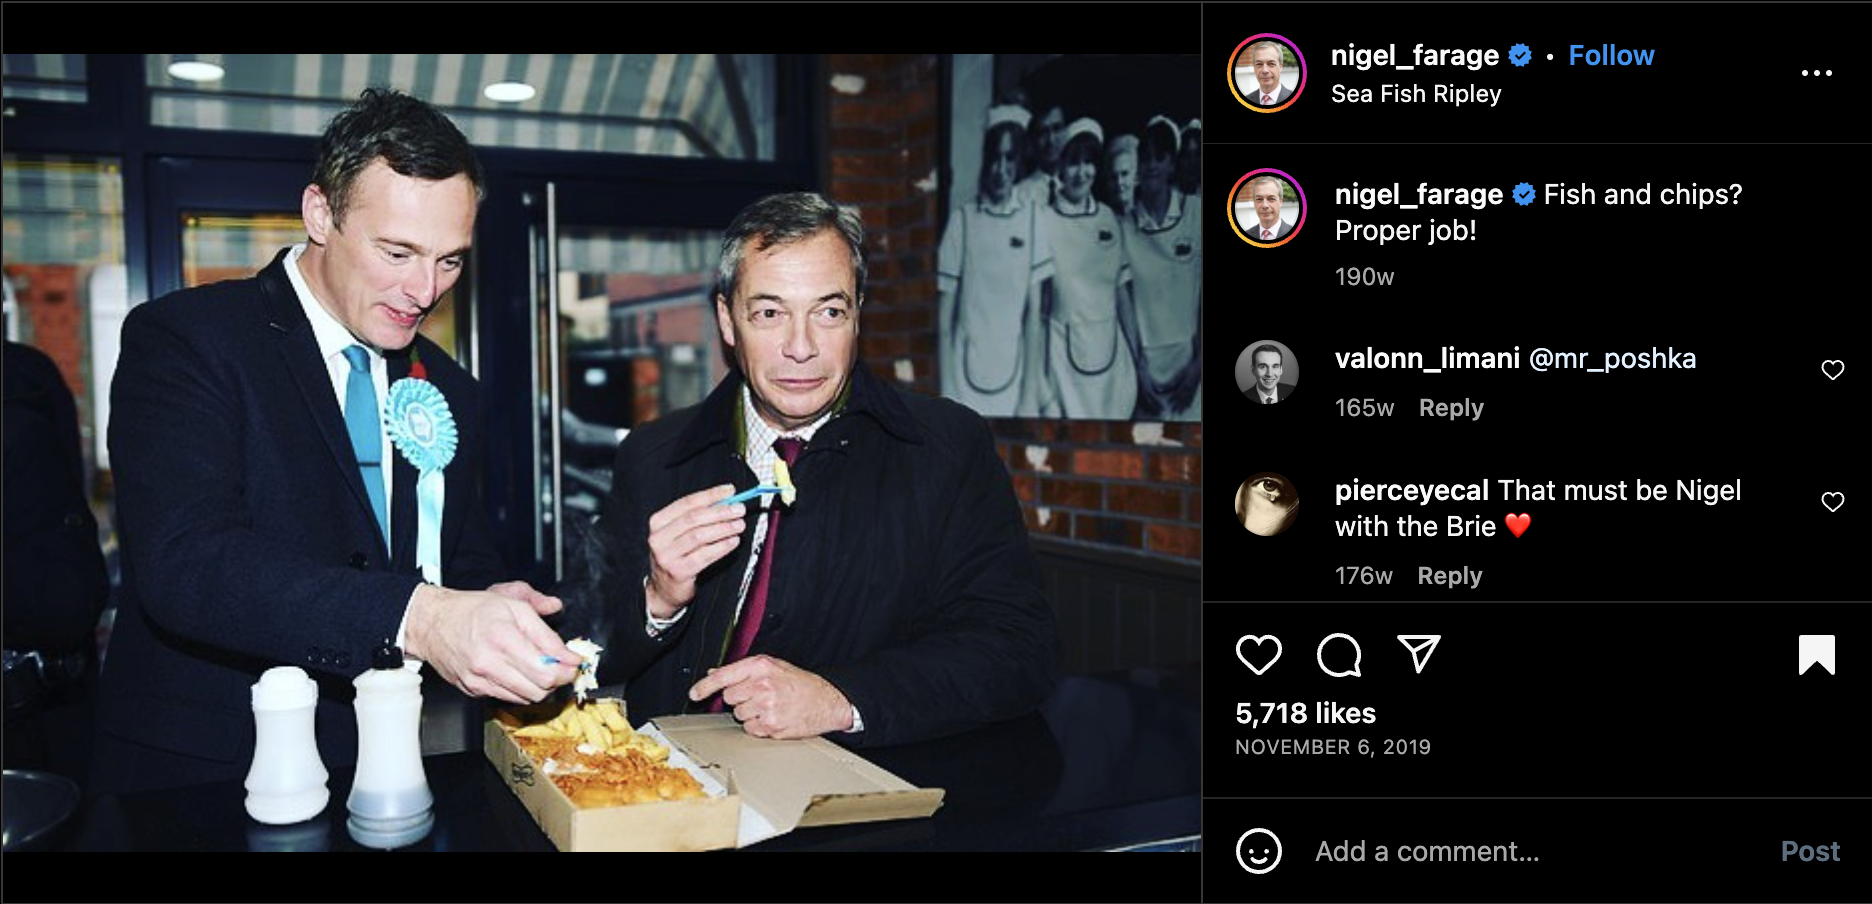 nigel_farage • Follow
Sea Fish Ripley
nigel_farage Fish and chips?
Proper job!
190w
valonn_limani @mr_poshka
165w Reply
pierceyecal That must be Nigel
with the Brie ❤️
176w Reply
5,718 likes
NOVEMBER 6, 2019
Add a comment... Post